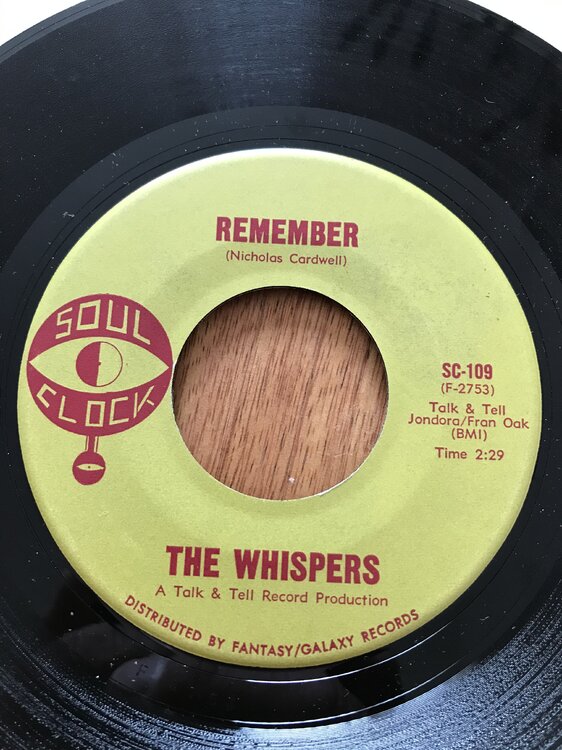 REMEMBER
(Nicholas Cardwell)
SOUL
CLOCK
SC-109
(F-2753)
Talk & Tell
Jondora/Fran Oak
(BMI)
Time 2:29
THE WHISPERS
A Talk & Tell Record Production
DISTRIBUTED BY FANTASY/GALAXY RECORDS